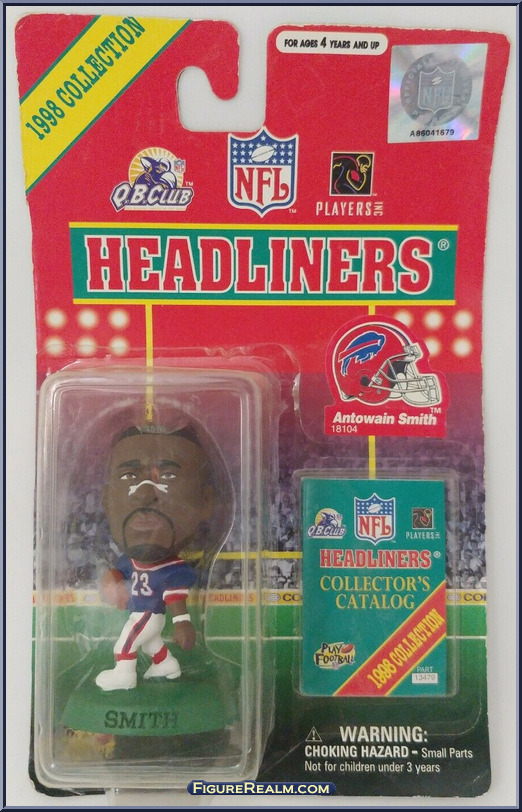 1998 COLLECTION
FOR AGES 4 YEARS AND UP
NFL
A86041679
Q.B.CLUB™
NFL
PLAYERS INC
HEADLINERS®
Antowain Smith™
18104
23
SMITH
HEADLINERS
Q.B.CLUB
NFL
PLAYERS INC
HEADLINERS®
COLLECTOR'S
CATALOG
1998 COLLECTION
PLAY
FOOTBALL
PART
13479
WARNING:
CHOKING HAZARD - Small Parts
Not for children under 3 years
FIGUREREALM.COM